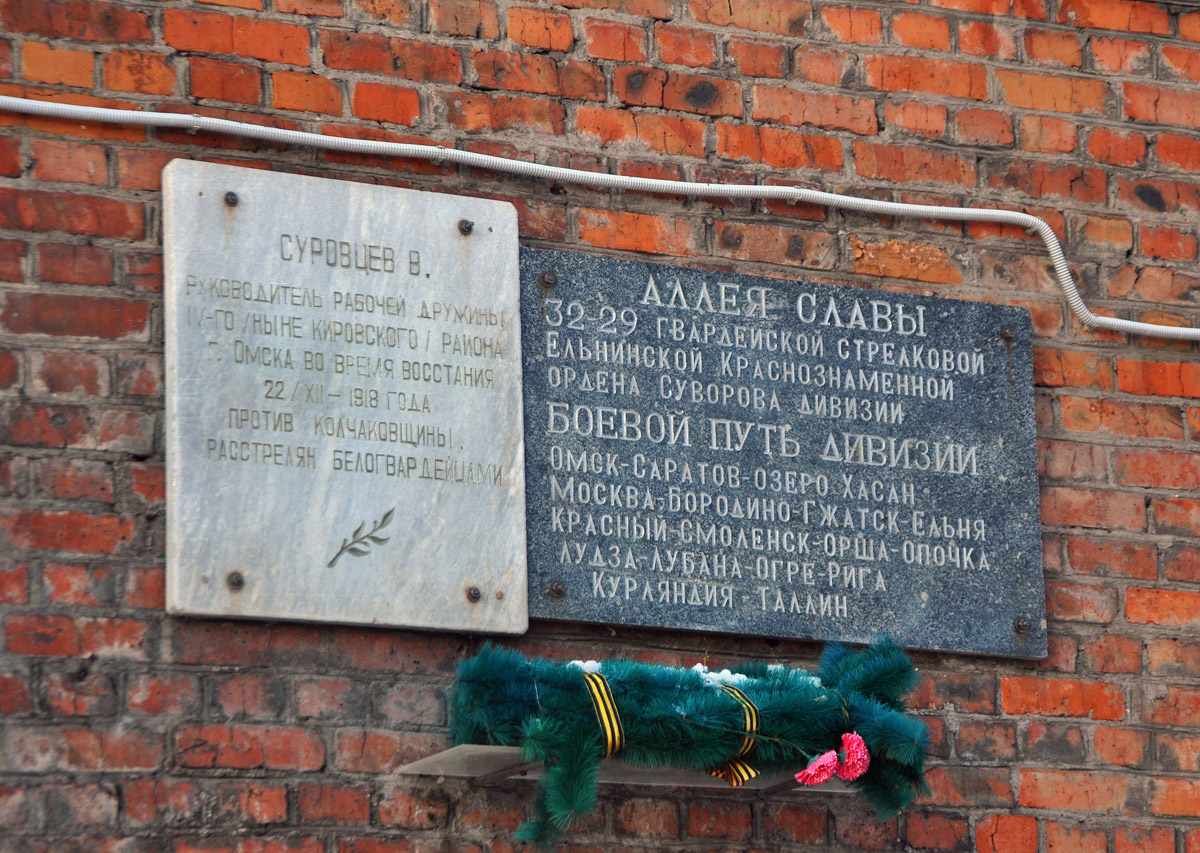 СУРОВЦЕВ В.
РУКОВОДИТЕЛЬ РАБОЧЕЙ ДРУЖИНЫ
IV-ГО /НЫНЕ КИРОВСКОГО/ РАЙОНА
Г. ОМСКА ВО ВРЕМЯ ВОССТАНИЯ
22/XII-1918 ГОДА
ПРОТИВ КОЛЧАКОВЩИНЫ.
РАССТРЕЛЯН БЕЛОГВАРДЕЙЦАМИ
АЛЛЕЯ СЛАВЫ
32-29 ГВАРДЕЙСКОЙ СТРЕЛКОВОЙ
ЕЛЬНИНСКОЙ КРАСНОЗНАМЕННОЙ
ОРДЕНА СУВОРОВА ДИВИЗИИ
БОЕВОЙ ПУТЬ ДИВИЗИИ
ОМСК-САРАТОВ-ОЗЕРО ХАСАН-
МОСКВА-БОРОДИНО-ГЖАТСК-ЕЛЬНЯ
КРАСНЫЙ-СМОЛЕНСК-ОРША-ОПОЧКА
ЛУДЗА-ЛУБАНА-ОГРЕ-РИГА
КУРЛЯНДИЯ-ТАЛЛИН